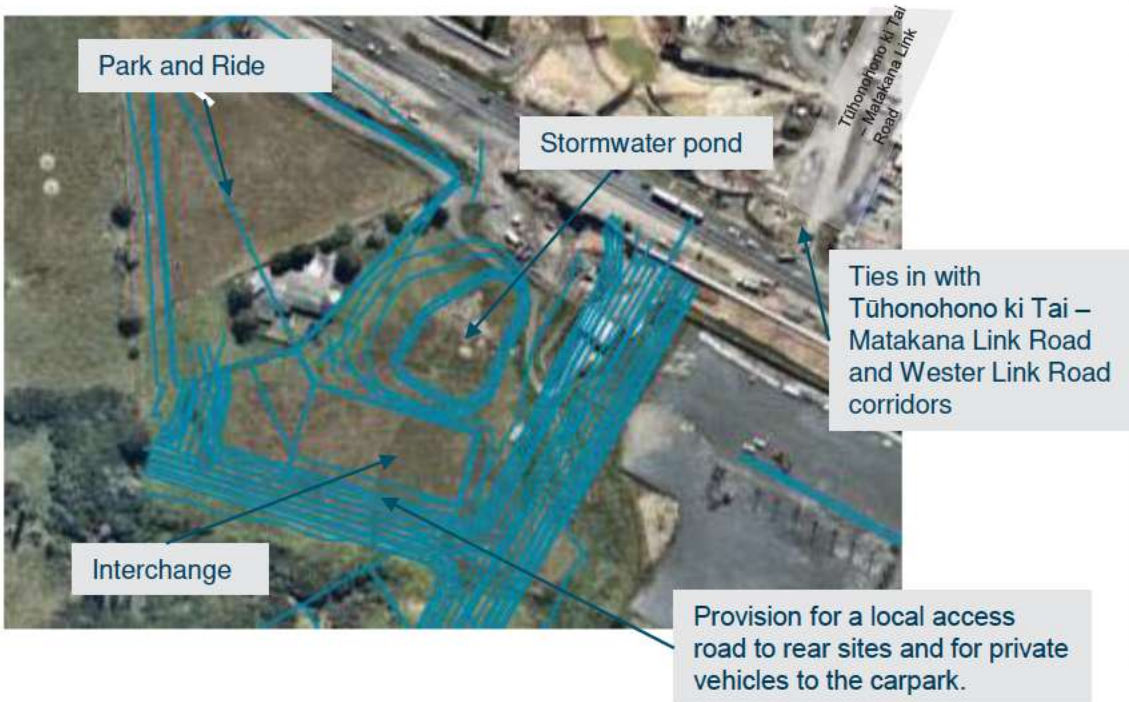 Park and Ride
Tūhonohono ki Tai
– Matakana Link
Road
Stormwater pond
Ties in with
Tūhonohono ki Tai –
Matakana Link Road
and Wester Link Road
corridors
Interchange
Provision for a local access
road to rear sites and for private
vehicles to the carpark.